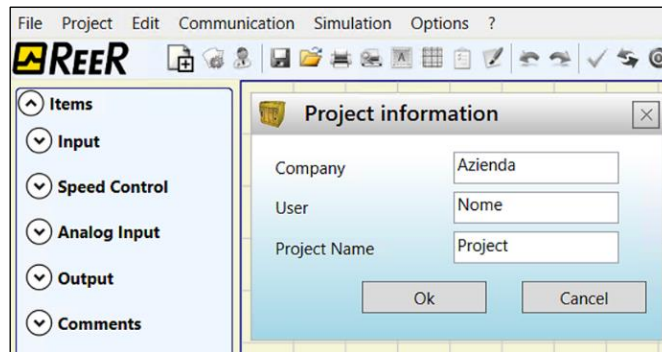 File Project Edit Communication Simulation Options ?
REER
Items
Input
Speed Control
Analog Input
Output
Comments
Project information
Company Azienda
User Nome
Project Name Project
Ok Cancel